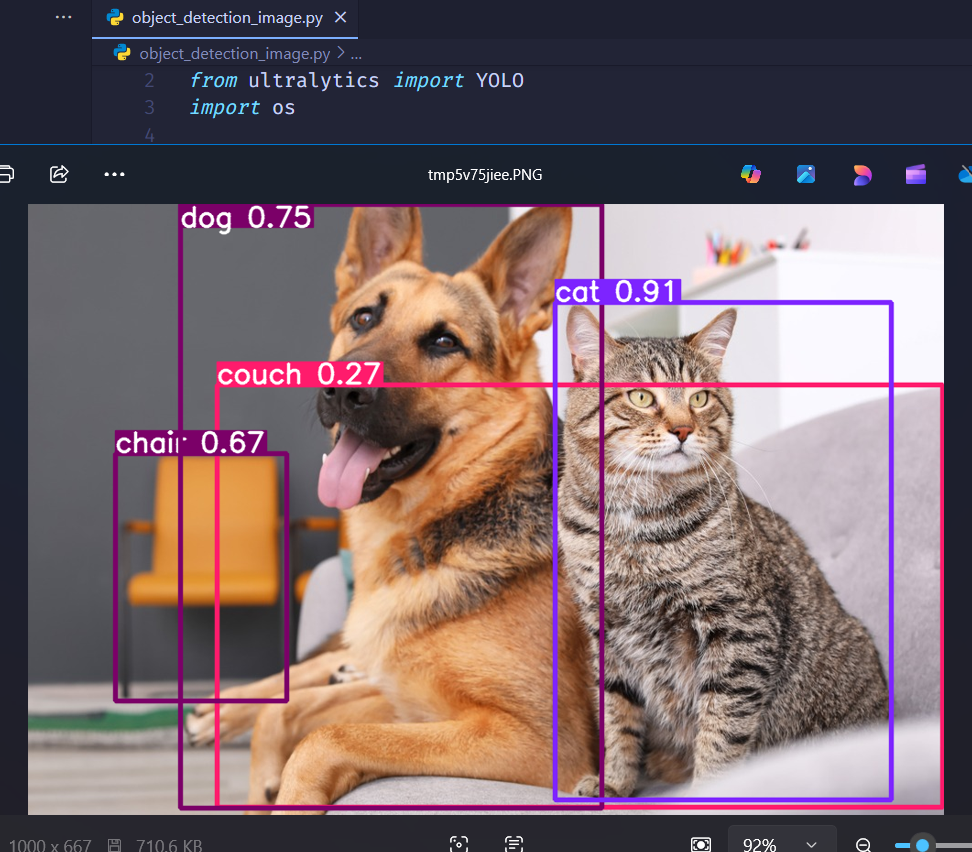 object_detection_image.py
object_detection_image.py > ...
2 from ultralytics import YOLO
3 import os
4
tmp5v75jiee.PNG
dog 0.75
cat 0.91
couch 0.27
chair 0.67
1000 x 667 710.6 KB 92%